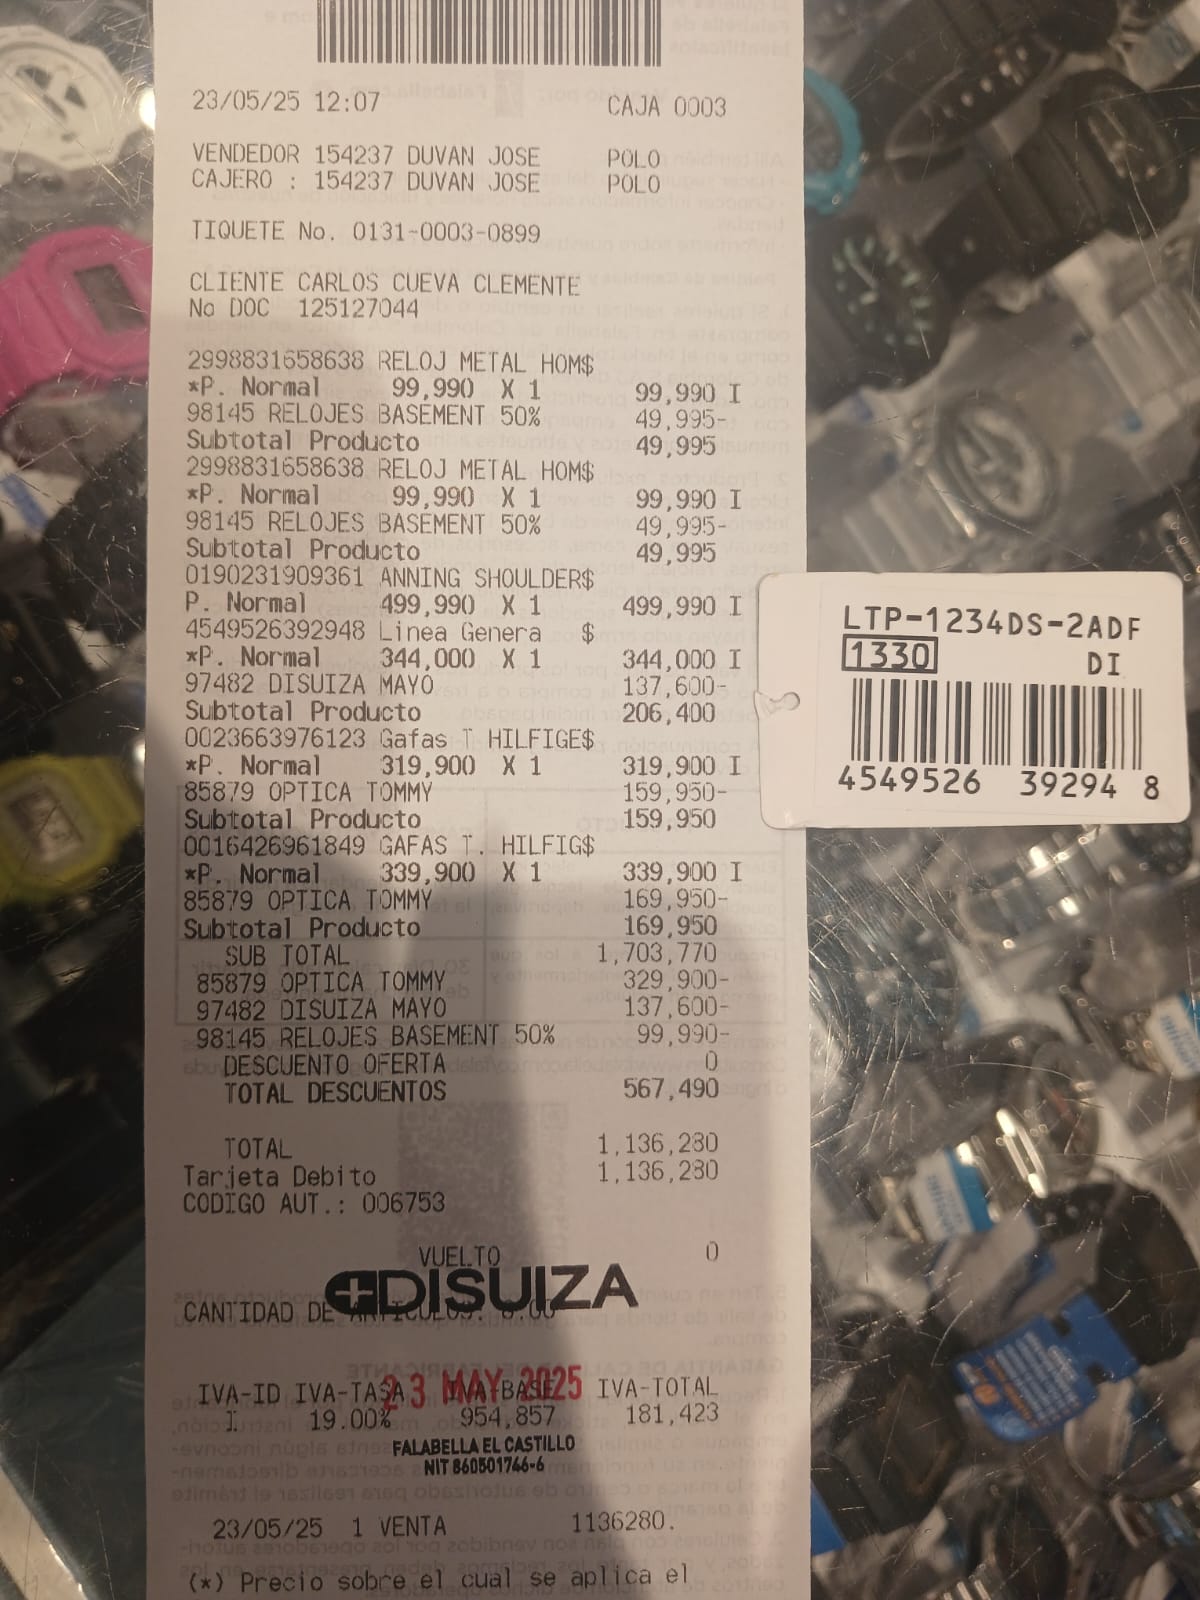 23/05/25 12:07 CAJA 0003
VENDEDOR 154237 DUVAN JOSE POLO
CAJERO : 154237 DUVAN JOSE POLO
TIQUETE No. 0131-0003-0899
CLIENTE CARLOS CUEVA CLEMENTE
No DOC 125127044
2998831658638 RELOJ METAL HOM$
*P. Normal 99,990 X 1 99,990 I
98145 RELOJES BASEMENT 50% 49,995-
Subtotal Producto 49,995
2998831658638 RELOJ METAL HOM$
*P. Normal 99,990 X 1 99,990 I
98145 RELOJES BASEMENT 50% 49,995-
Subtotal Producto 49,995
0190231909361 ANNING SHOULDER$
P. Normal 499,990 X 1 499,990 I
4549526392948 Linea Genera $
*P. Normal 344,000 X 1 344,000 I
97482 DISUIZA MAYO 137,600-
Subtotal Producto 206,400
0023663976123 Gafas T HILFIGE$
*P. Normal 319,900 X 1 319,900 I
85879 OPTICA TOMMY 159,950-
Subtotal Producto 159,950
0016426961849 GAFAS T. HILFIG$
*P. Normal 339,900 X 1 339,900 I
85879 OPTICA TOMMY 169,950-
Subtotal Producto 169,950
SUB TOTAL 1,703,770
85879 OPTICA TOMMY 329,900-
97482 DISUIZA MAYO 137,600-
98145 RELOJES BASEMENT 50% 99,990-
DESCUENTO OFERTA 0
TOTAL DESCUENTOS 567,490
TOTAL 1,136,280
Tarjeta Debito 1,136,280
CODIGO AUT.: 006753
VUELTO 0
DISUIZA
CANTIDAD DE ARTICULOS:
23 MAY 2025
IVA-ID IVA-TASA IVA-BASE IVA-TOTAL
I 19.00% 954,857 181,423
FALABELLA EL CASTILLO
NIT 860501746-6
23/05/25 1 VENTA 1136280.
(*) Precio sobre el cual se aplica el
LTP-1234DS-2ADF
1330 DI
4549526 39294 8